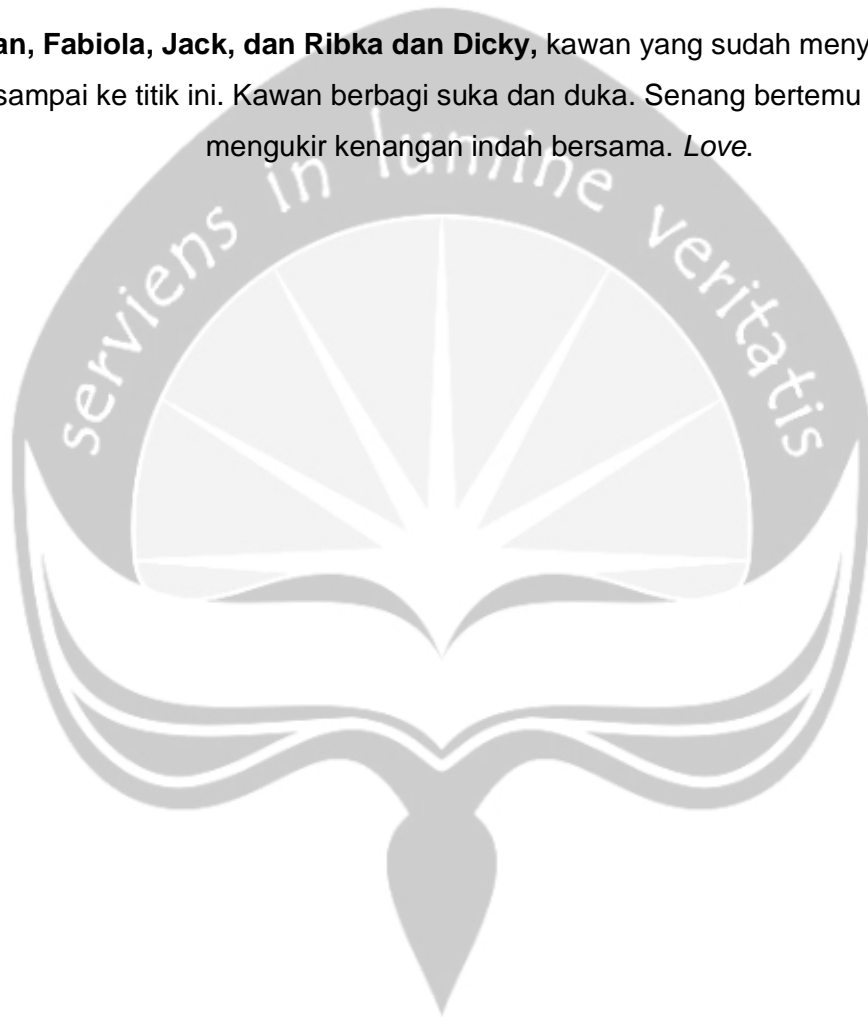 an, Fabiola, Jack, dan Ribka dan Dicky, kawan yang sudah meny
sampai ke titik ini. Kawan berbagi suka dan duka. Senang bertemu
mengukir kenangan indah bersama. Love.
serviens in lumine veritatis